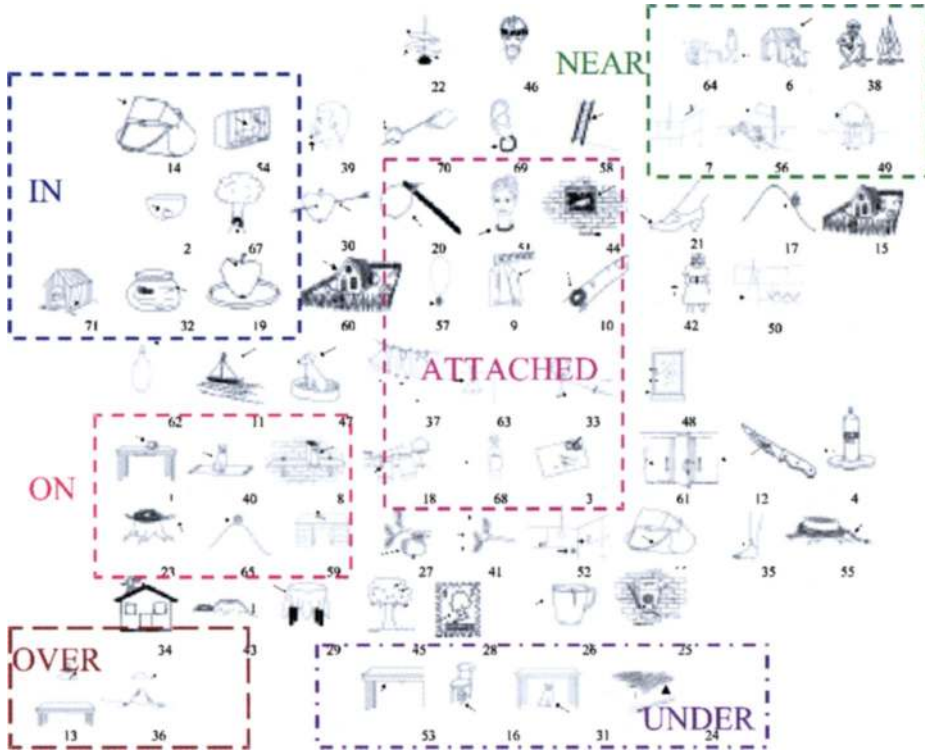 22 46
NEAR
64 6 38
14 54 39 70 69 58 7 56 49
IN
2 67 30 20 51 44 21 17 15
71 32 19 60 57 9 10 42 50
ATTACHED
62 11 47 37 63 33 48
ON
1 40 8 18 68 3 61 12 4
23 65 59 27 41 52 35 55
34 43 29 45 28 26 25
OVER
UNDER
13 36 53 16 31 24